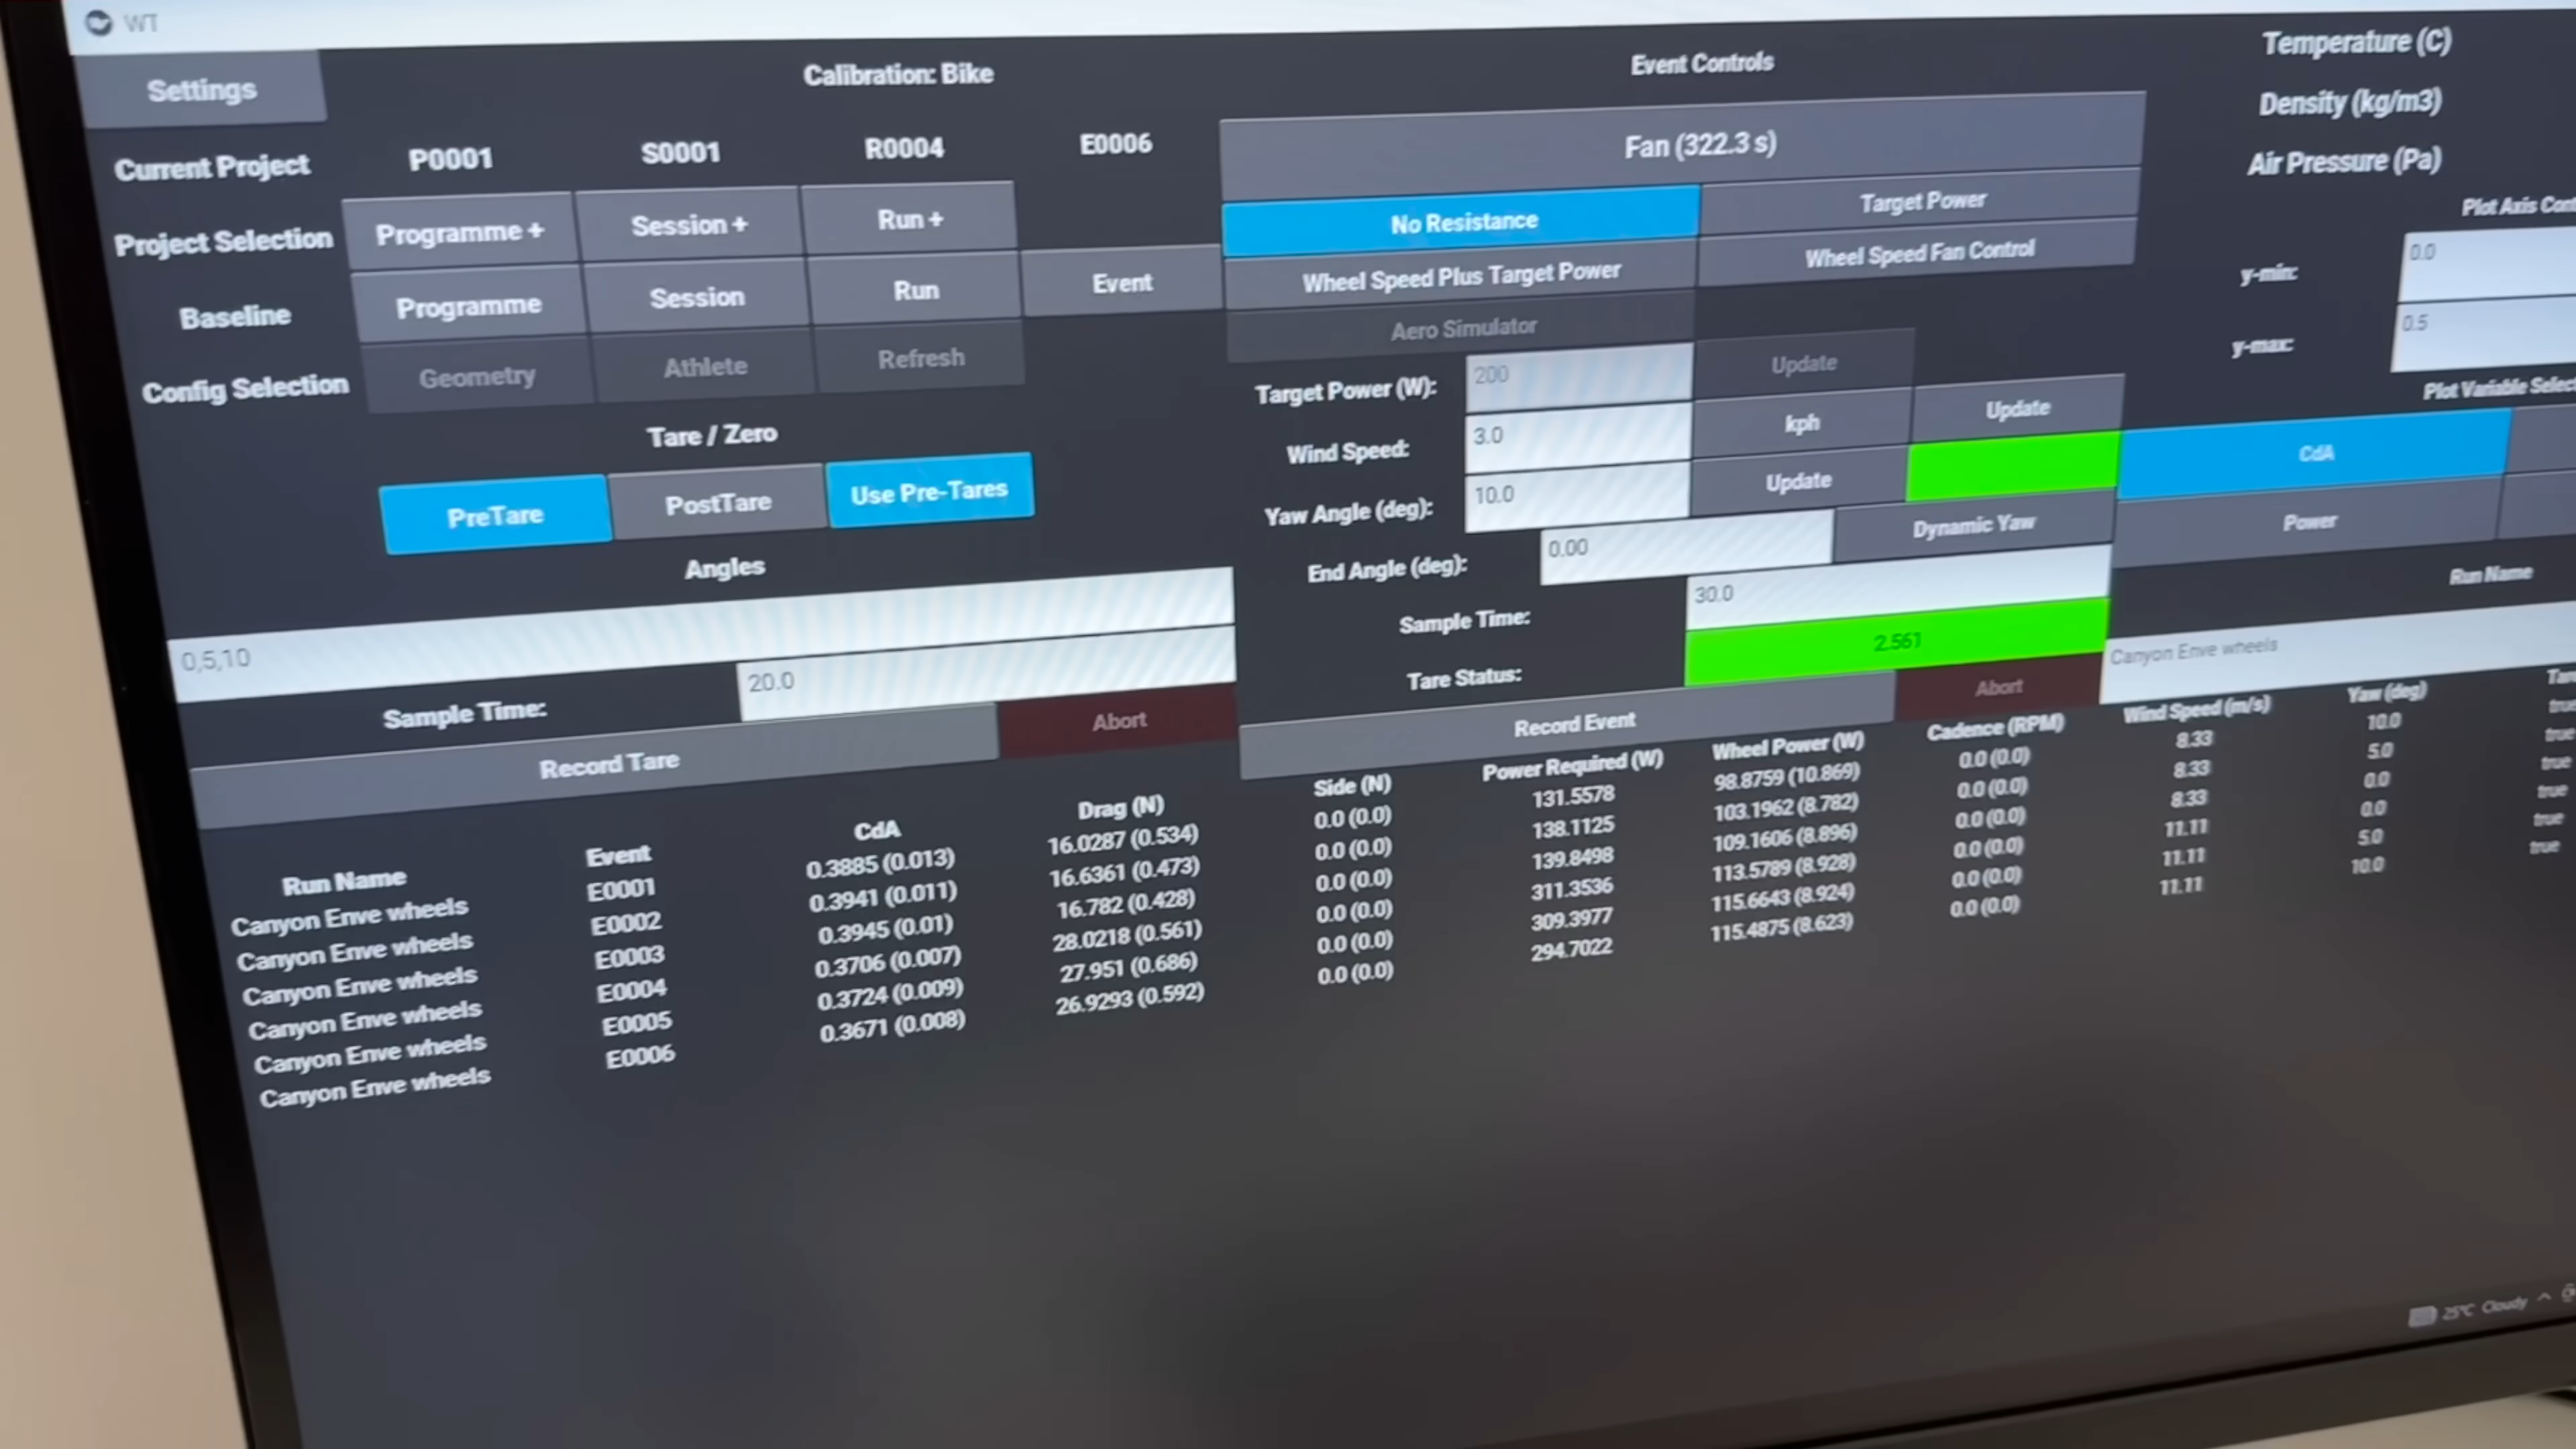 WT
Settings
Calibration: Bike
Event Controls
Temperature (C)
Density (kg/m3)
Air Pressure (Pa)
Current Project P0001 S0001 R0004 E0006
Fan (322.3 s)
Project Selection Programme + Session + Run +
No Resistance Target Power
Baseline Programme Session Run Event
Wheel Speed Plus Target Power Wheel Speed Fan Control
Config Selection Geometry Athlete Refresh
Aero Simulator
Plot Axis
y-min: 0.0
y-max: 0.5
Plot Variable
Target Power (W): 200 Update
Wind Speed: 3.0 kph Update
Yaw Angle (deg): 10.0 Update
End Angle (deg): 0.00 Dynamic Yaw
Sample Time: 30.0
Tare Status: 2.561
CdA
Power
Run Name
Canyon Enve wheels
Tare / Zero
PreTare PostTare Use Pre-Tares
Angles
0,5,10
Sample Time: 20.0
Record Tare Abort
Record Event Abort
Run Name Event CdA Drag (N) Side (N) Power Required (W) Wheel Power (W) Cadence (RPM) Wind Speed (m/s) Yaw (deg)
Canyon Enve wheels E0001 0.3885 (0.013) 16.0287 (0.534) 0.0 (0.0) 131.5578 98.8759 (10.869) 0.0 (0.0) 8.33 10.0 true
Canyon Enve wheels E0002 0.3941 (0.011) 16.6361 (0.473) 0.0 (0.0) 138.1125 103.1962 (8.782) 0.0 (0.0) 8.33 5.0 true
Canyon Enve wheels E0003 0.3945 (0.01) 16.782 (0.428) 0.0 (0.0) 139.8498 109.1606 (8.896) 0.0 (0.0) 8.33 0.0 true
Canyon Enve wheels E0004 0.3706 (0.007) 28.0218 (0.561) 0.0 (0.0) 311.3536 113.5789 (8.928) 0.0 (0.0) 11.11 0.0 true
Canyon Enve wheels E0005 0.3724 (0.009) 27.951 (0.686) 0.0 (0.0) 309.3977 115.6643 (8.924) 0.0 (0.0) 11.11 5.0 true
Canyon Enve wheels E0006 0.3671 (0.008) 26.9293 (0.592) 0.0 (0.0) 294.7022 115.4875 (8.623) 0.0 (0.0) 11.11 10.0 true
25°C Cloudy